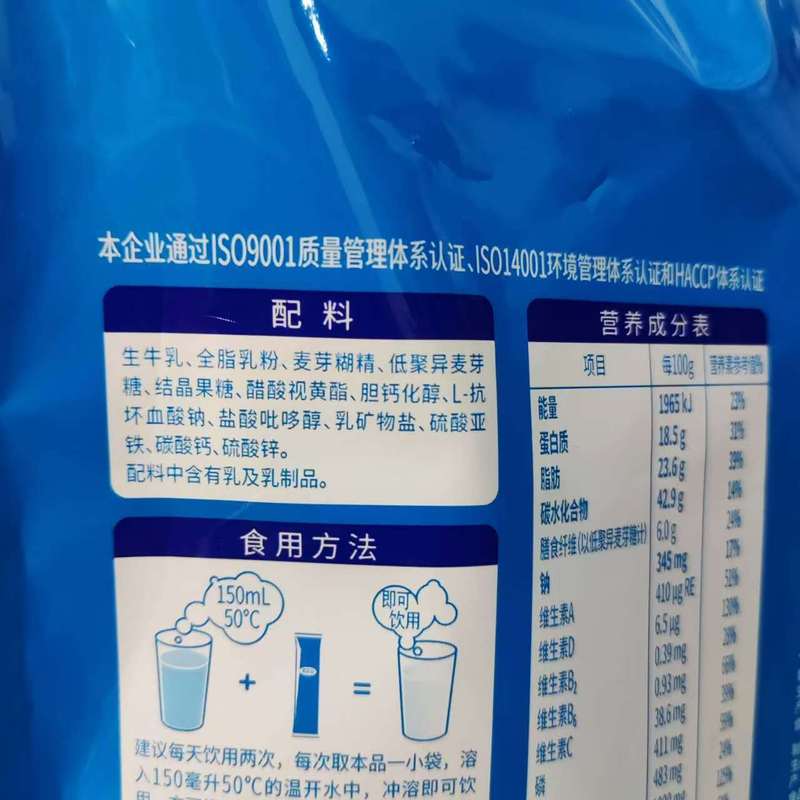 本企业通过ISO9001质量管理体系认证、ISO14001环境管理体系认证和HACCP体系认证
配料
生牛乳、全脂乳粉、麦芽糊精、低聚异麦芽
糖、结晶果糖、醋酸视黄酯、胆钙化醇、L-抗
坏血酸钠、盐酸吡哆醇、乳矿物盐、硫酸亚
铁、碳酸钙、硫酸锌。
配料中含有乳及乳制品。
食用方法
150mL
50°C
即可
饮用
+
=
建议每天饮用两次，每次取本品一小袋，溶
入150毫升50°C的温开水中，冲溶即可饮
营养成分表
项目 每100g 营养素参考值%
能量 1965 kJ 23%
蛋白质 18.5 g 31%
脂肪 23.6 g 39%
碳水化合物 42.9 g 14%
膳食纤维(以低聚异麦芽糖计) 6.0 g 24%
钠 345 mg 17%
维生素A 410 μg RE 51%
维生素D 6.5 μg 130%
维生素B₂ 0.39 mg 28%
维生素B₆ 0.93 mg 66%
维生素C 38.6 mg 39%
磷 411 mg 59%
483 mg 24%